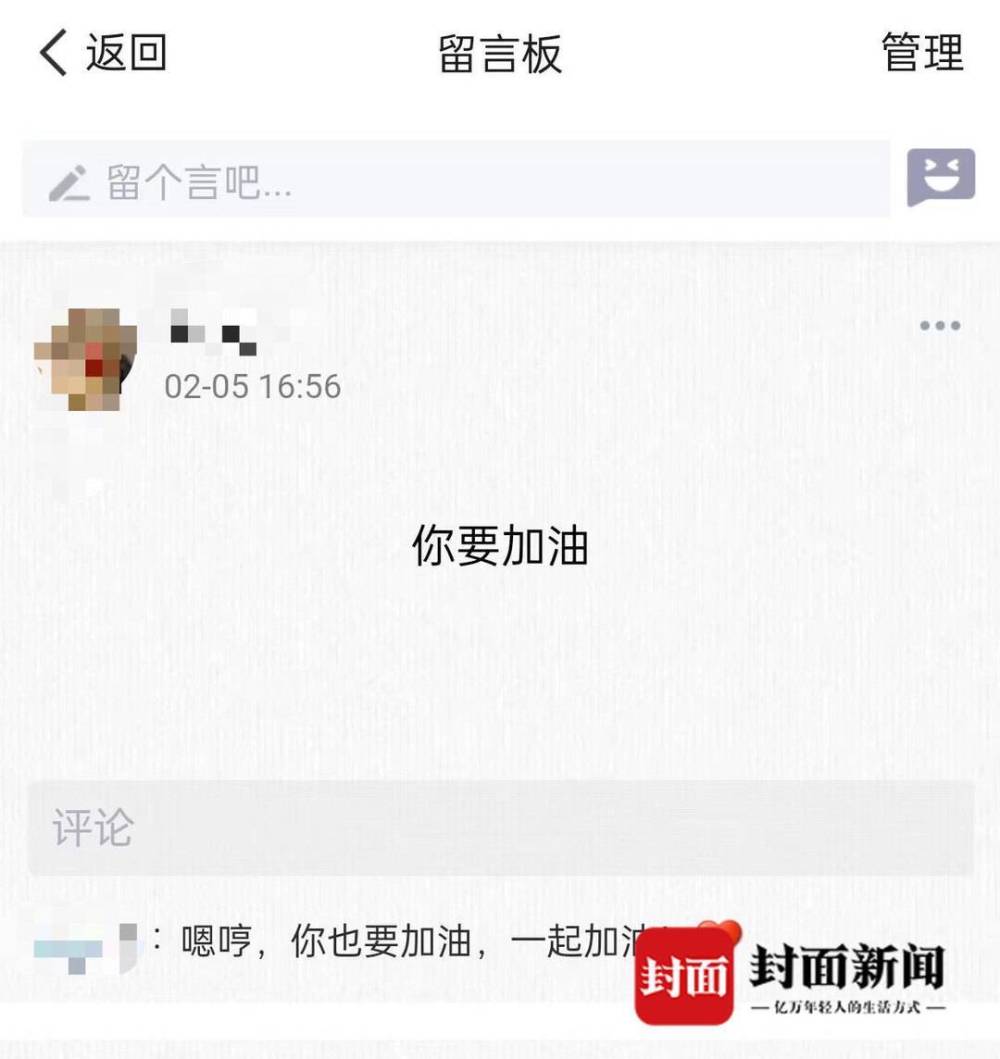 返回 留言板 管理
留个言吧...
02-05 16:56
你要加油
评论
：嗯哼，你也要加油，一起加油
封面 封面新闻
— 亿万年轻人的生活方式 —